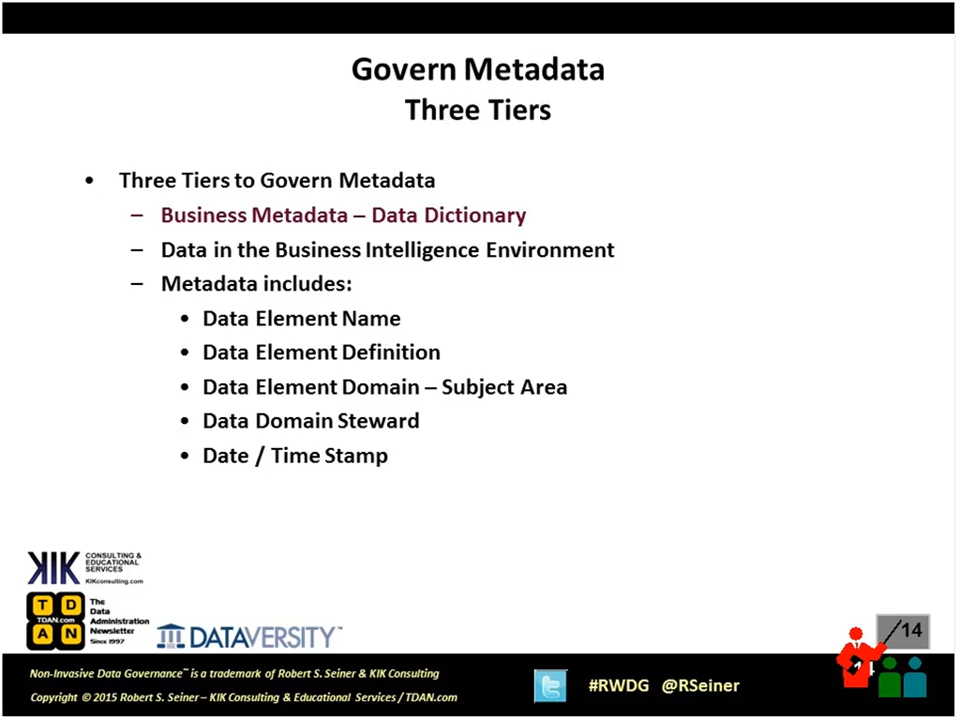 Govern Metadata
Three Tiers
• Three Tiers to Govern Metadata
– Business Metadata – Data Dictionary
– Data in the Business Intelligence Environment
– Metadata includes:
• Data Element Name
• Data Element Definition
• Data Element Domain – Subject Area
• Data Domain Steward
• Date / Time Stamp
KIK CONSULTING & EDUCATIONAL SERVICES
KIKconsulting.com
T D
TDAN.com
A N
The
Data
Administration
Newsletter
Since 1997
DATAVERSITY™
14
14
Non-Invasive Data Governance™ is a trademark of Robert S. Seiner & KIK Consulting
Copyright © 2015 Robert S. Seiner – KIK Consulting & Educational Services / TDAN.com
#RWDG @RSeiner